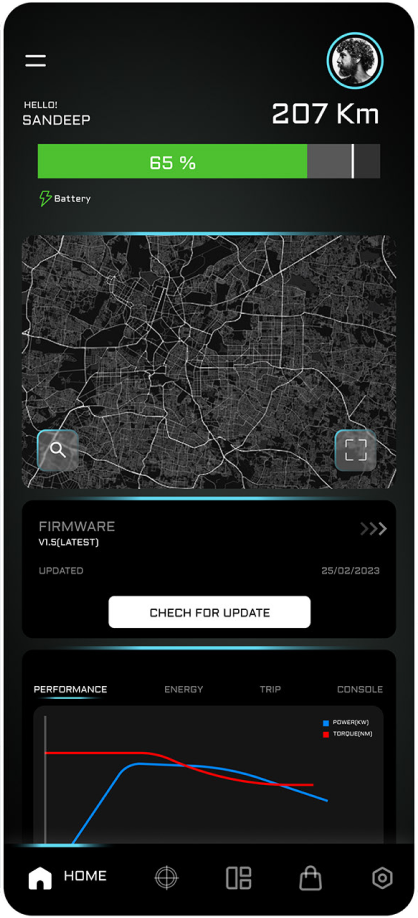 HELLO!
SANDEEP
207 Km
65 %
Battery
FIRMWARE
V1.5(LATEST)
UPDATED 25/02/2023
CHECH FOR UPDATE
PERFORMANCE ENERGY TRIP CONSOLE
POWER(KW)
TORQUE(NM)
HOME